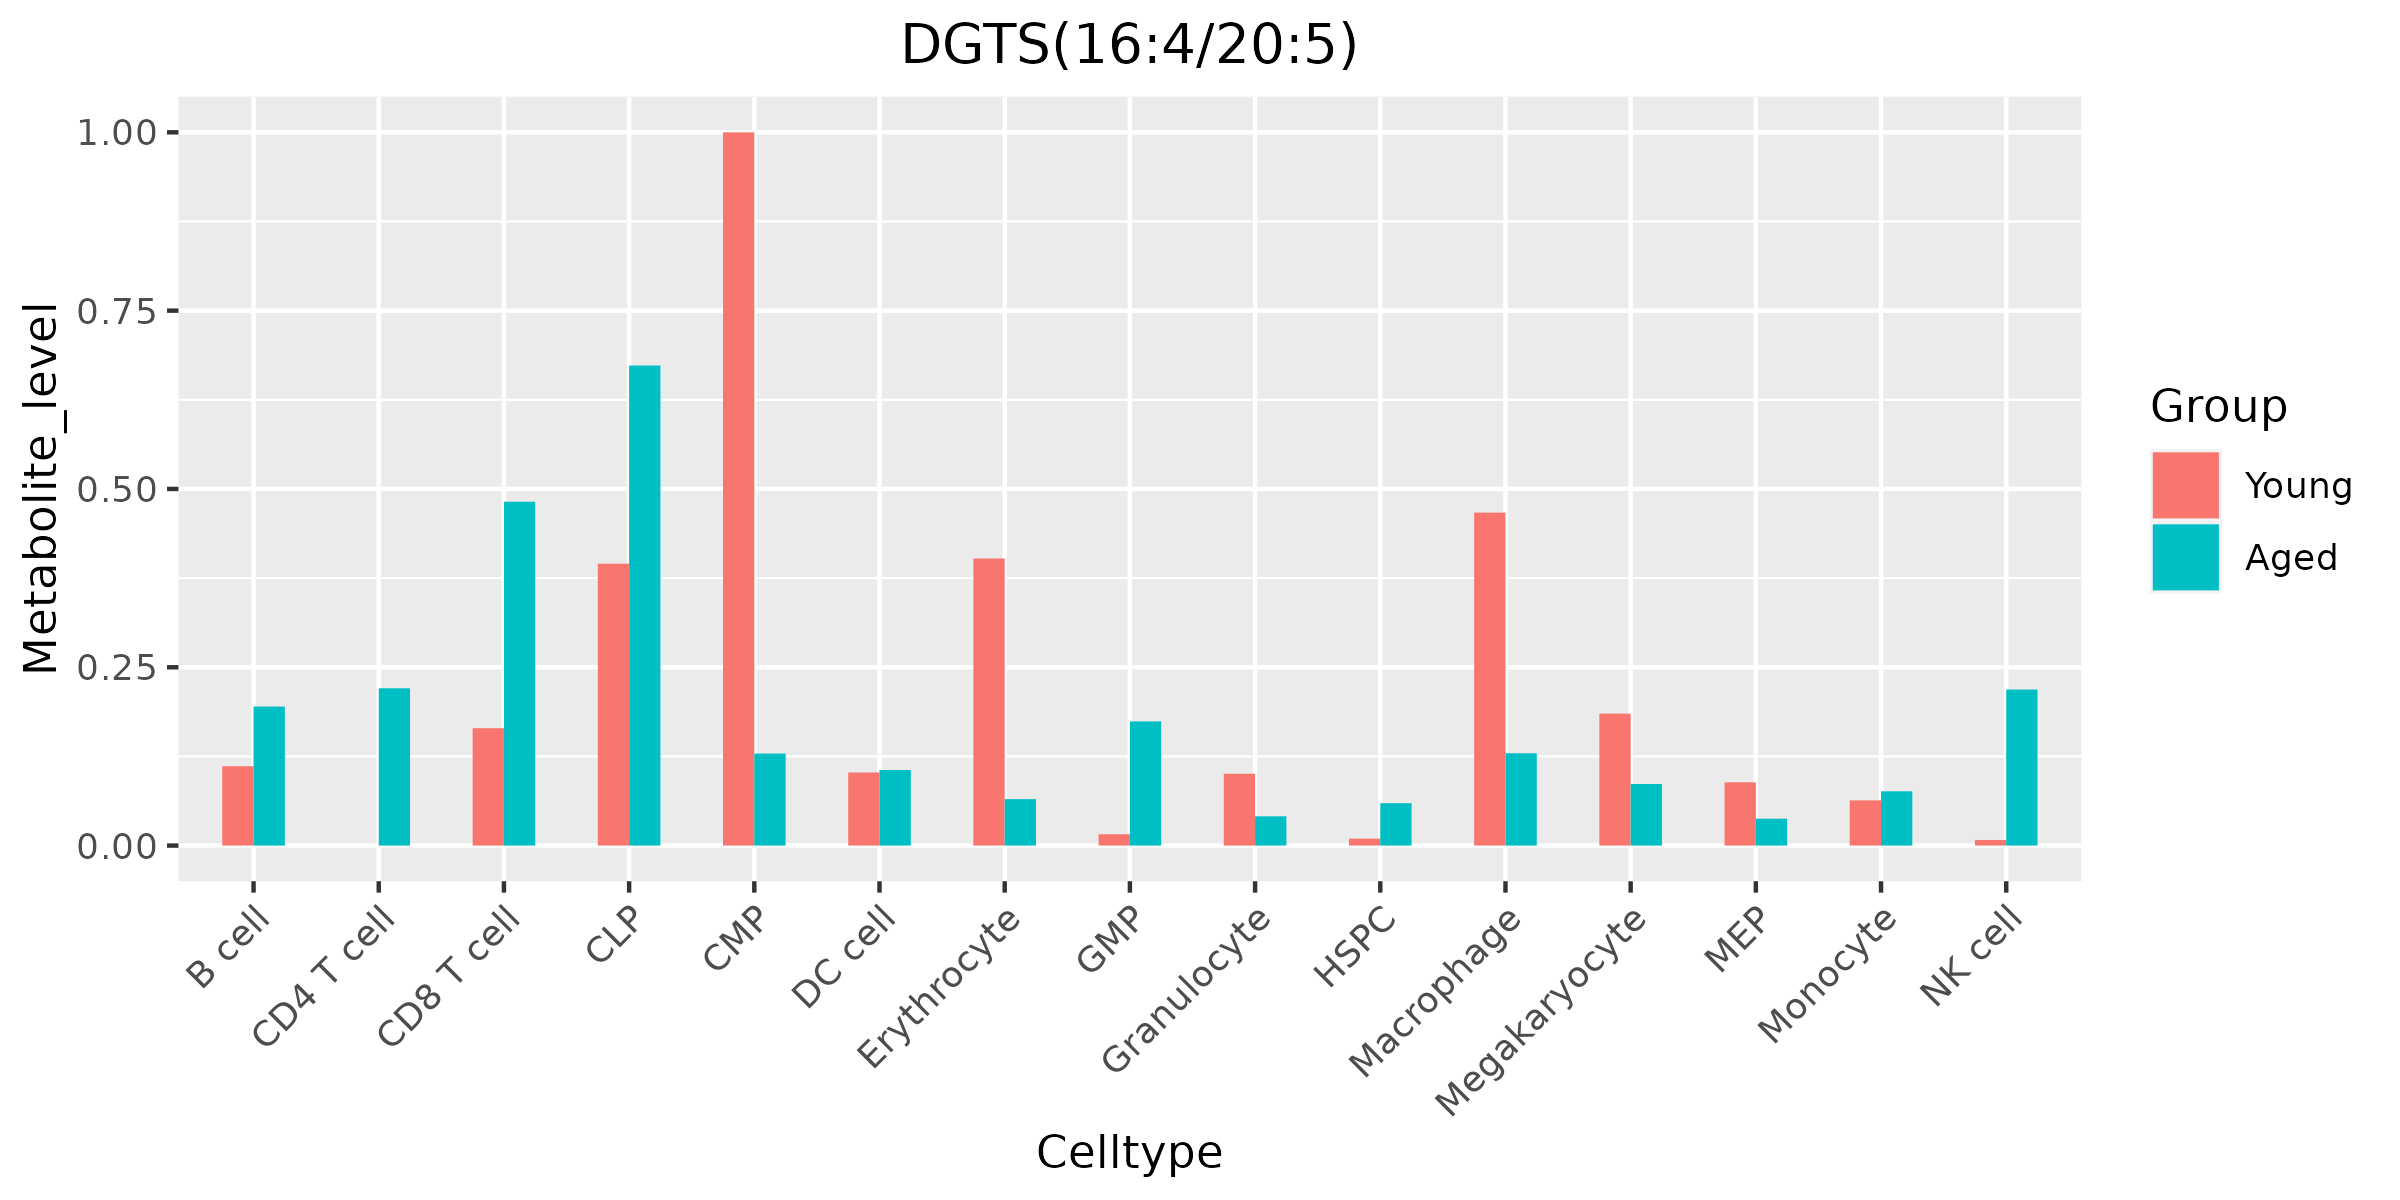 DGTS(16:4/20:5)
Metabolite_level
1.00
0.75
0.50
0.25
0.00
B cell
CD4 T cell
CD8 T cell
CLP
CMP
DC cell
Erythrocyte
GMP
Granulocyte
HSPC
Macrophage
Megakaryocyte
MEP
Monocyte
NK cell
Celltype
Group
Young
Aged